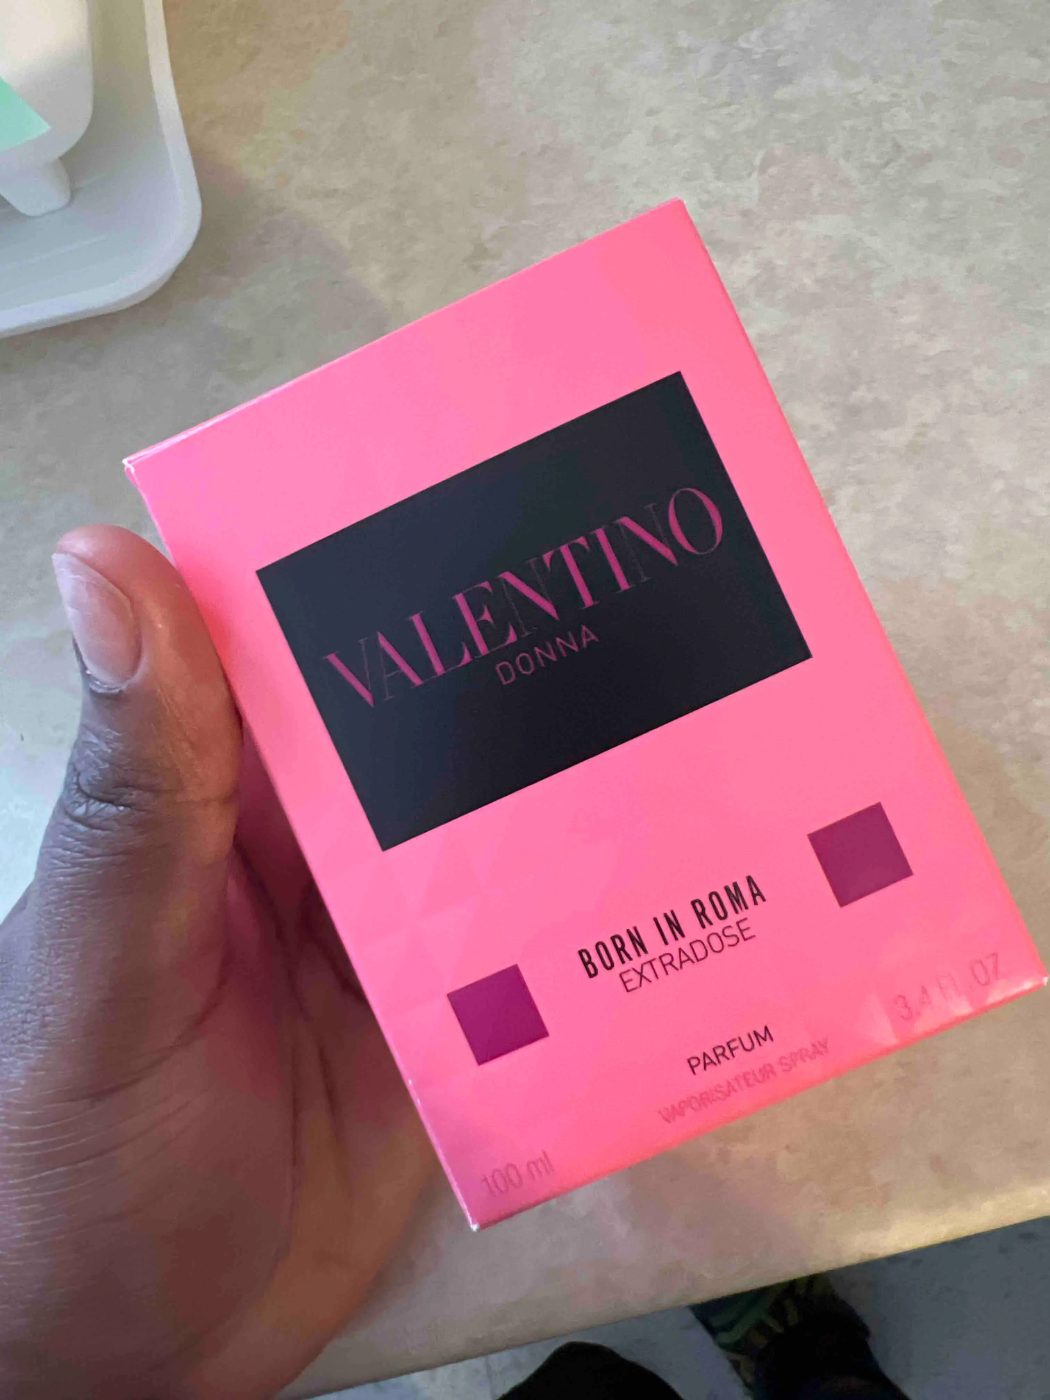 VALENTINO
DONNA
BORN IN ROMA
EXTRADOSE
PARFUM
VAPORISATEUR SPRAY
100 ml
3.4 FL. OZ